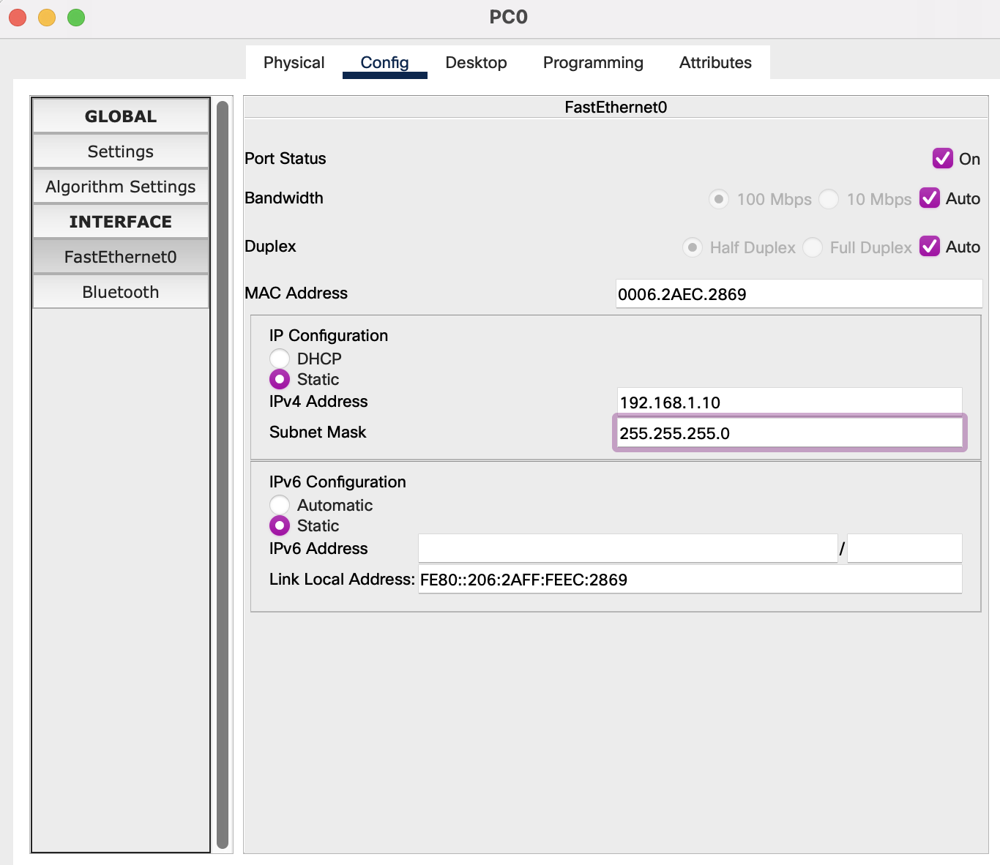 PC0
Physical Config Desktop Programming Attributes
GLOBAL
Settings
Algorithm Settings
INTERFACE
FastEthernet0
Bluetooth
FastEthernet0
Port Status On
Bandwidth 100 Mbps 10 Mbps Auto
Duplex Half Duplex Full Duplex Auto
MAC Address 0006.2AEC.2869
IP Configuration
DHCP
Static
IPv4 Address 192.168.1.10
Subnet Mask 255.255.255.0
IPv6 Configuration
Automatic
Static
IPv6 Address /
Link Local Address: FE80::206:2AFF:FEEC:2869